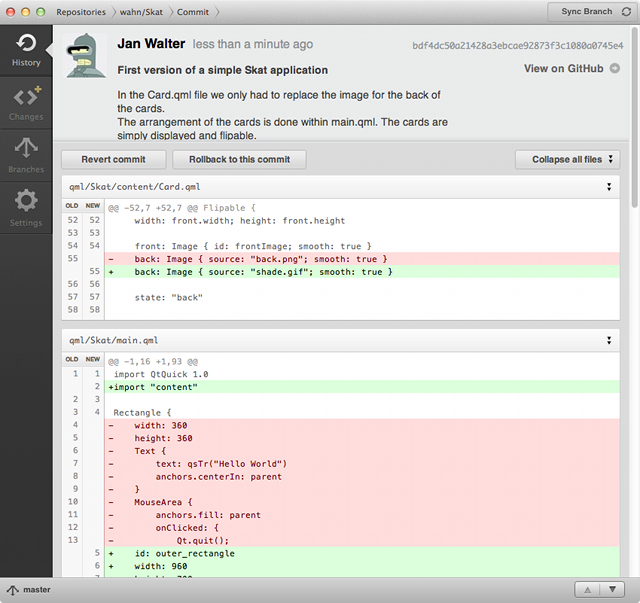 Repositories wahn/Skat Commit Sync Branch
History
Changes
Branches
Settings
Jan Walter less than a minute ago bdf4dc50a21428a3ebcae92873f3c1080a0745e4
First version of a simple Skat application View on GitHub
In the Card.qml file we only had to replace the image for the back of
the cards.
The arrangement of the cards is done within main.qml. The cards are
simply displayed and flipable.
Revert commit Rollback to this commit Collapse all files
qml/Skat/content/Card.qml
OLD NEW @@ -52,7 +52,7 @@ Flipable {
52 52 width: front.width; height: front.height
53 53
54 54 front: Image { id: frontImage; smooth: true }
55 - back: Image { source: "back.png"; smooth: true }
55 + back: Image { source: "shade.gif"; smooth: true }
56 56
57 57 state: "back"
58 58
qml/Skat/main.qml
OLD NEW @@ -1,16 +1,93 @@
1 1 import QtQuick 1.0
2 +import "content"
2 3
3 4 Rectangle {
4 - width: 360
5 - height: 360
6 - Text {
7 - text: qsTr("Hello World")
8 - anchors.centerIn: parent
9 - }
10 - MouseArea {
11 - anchors.fill: parent
12 - onClicked: {
13 - Qt.quit();
5 + id: outer_rectangle
6 + width: 960
master